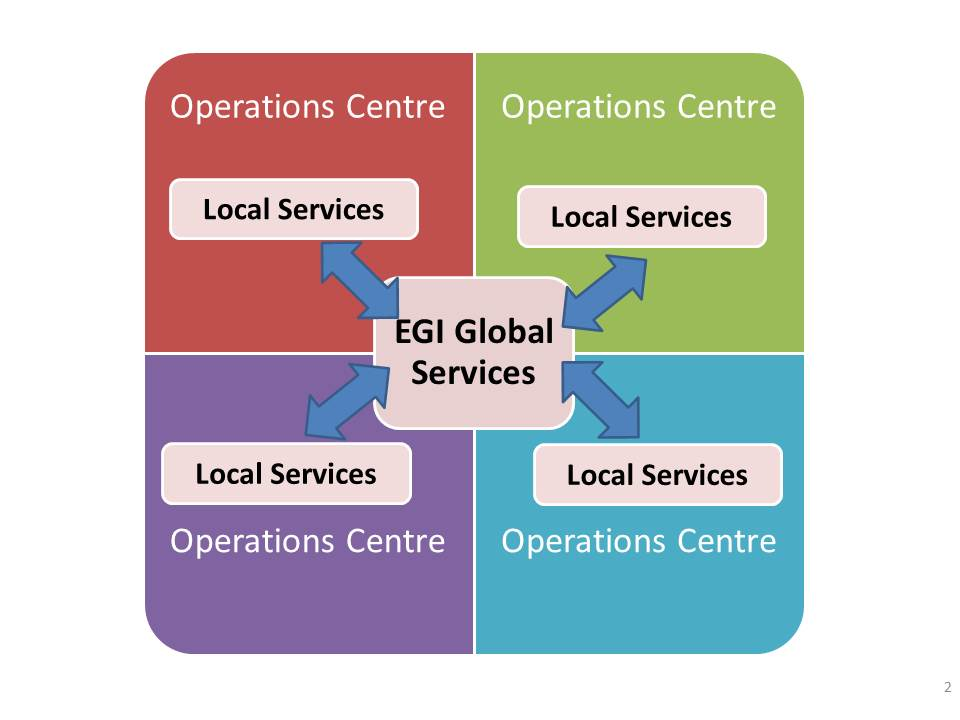 Operations Centre
Operations Centre
Local Services
Local Services
EGI Global
Services
Local Services
Local Services
Operations Centre
Operations Centre
2